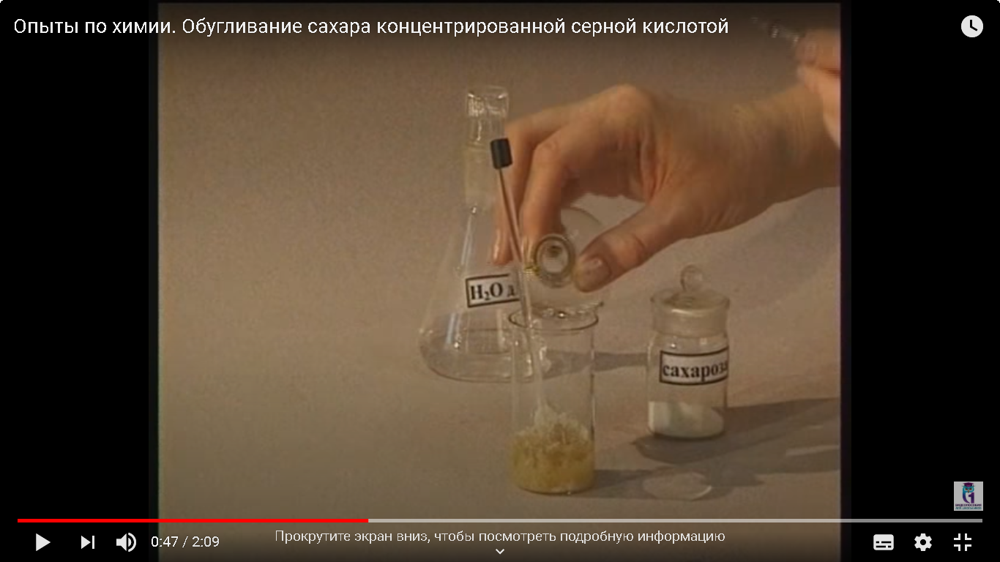 Опыты по химии. Обугливание сахара концентрированной серной кислотой
H₂O д
сахароза
0:47 / 2:09
Прокрутите экран вниз, чтобы посмотреть подробную информацию